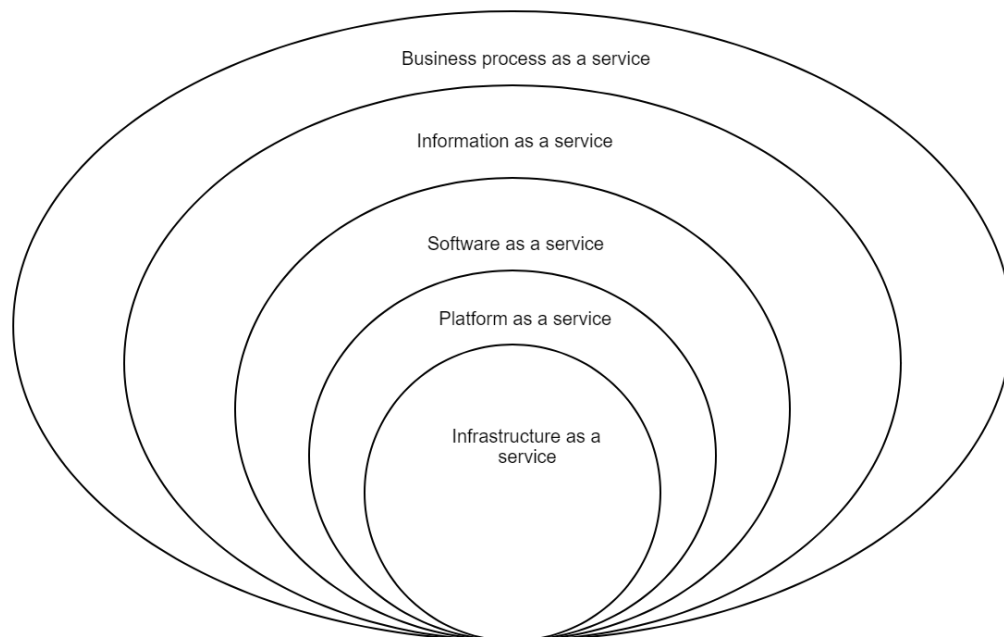 Business process as a service
Information as a service
Software as a service
Platform as a service
Infrastructure as a
service